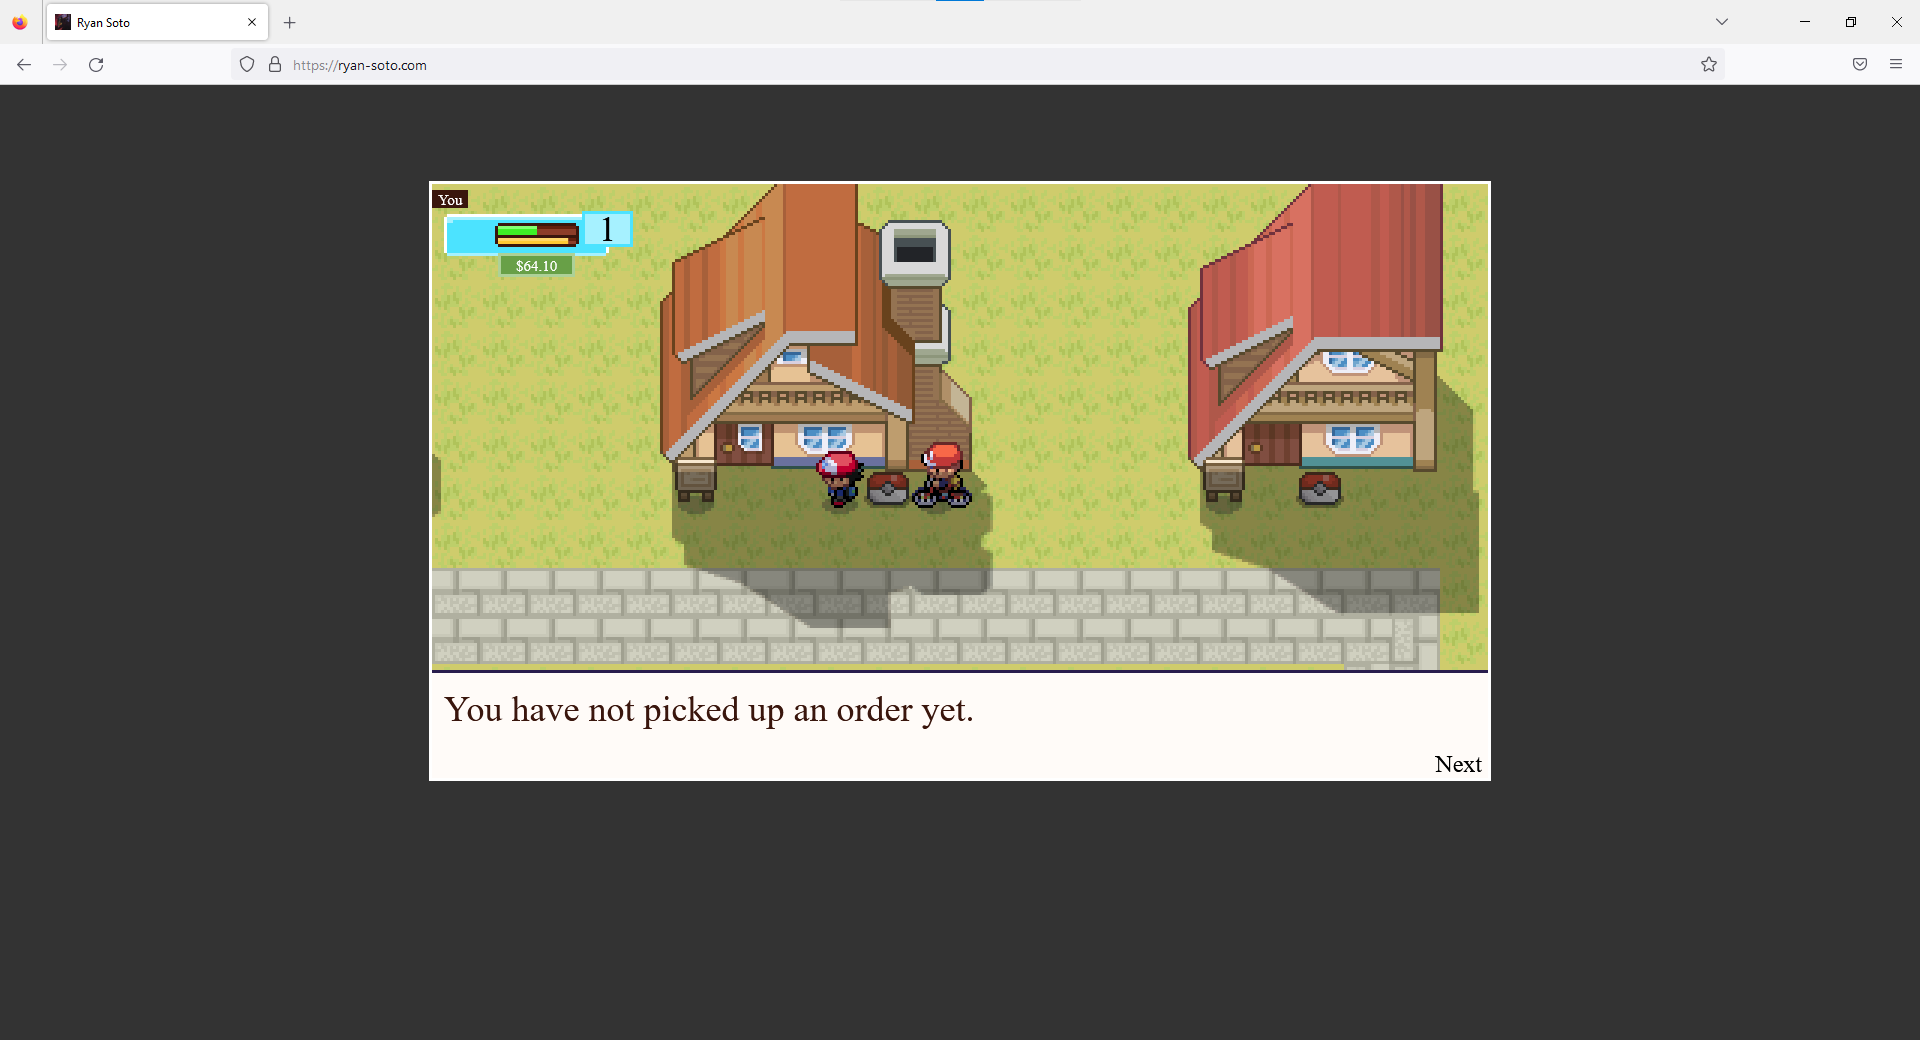 Ryan Soto
https://ryan-soto.com
You
1
$64.10
You have not picked up an order yet.
Next